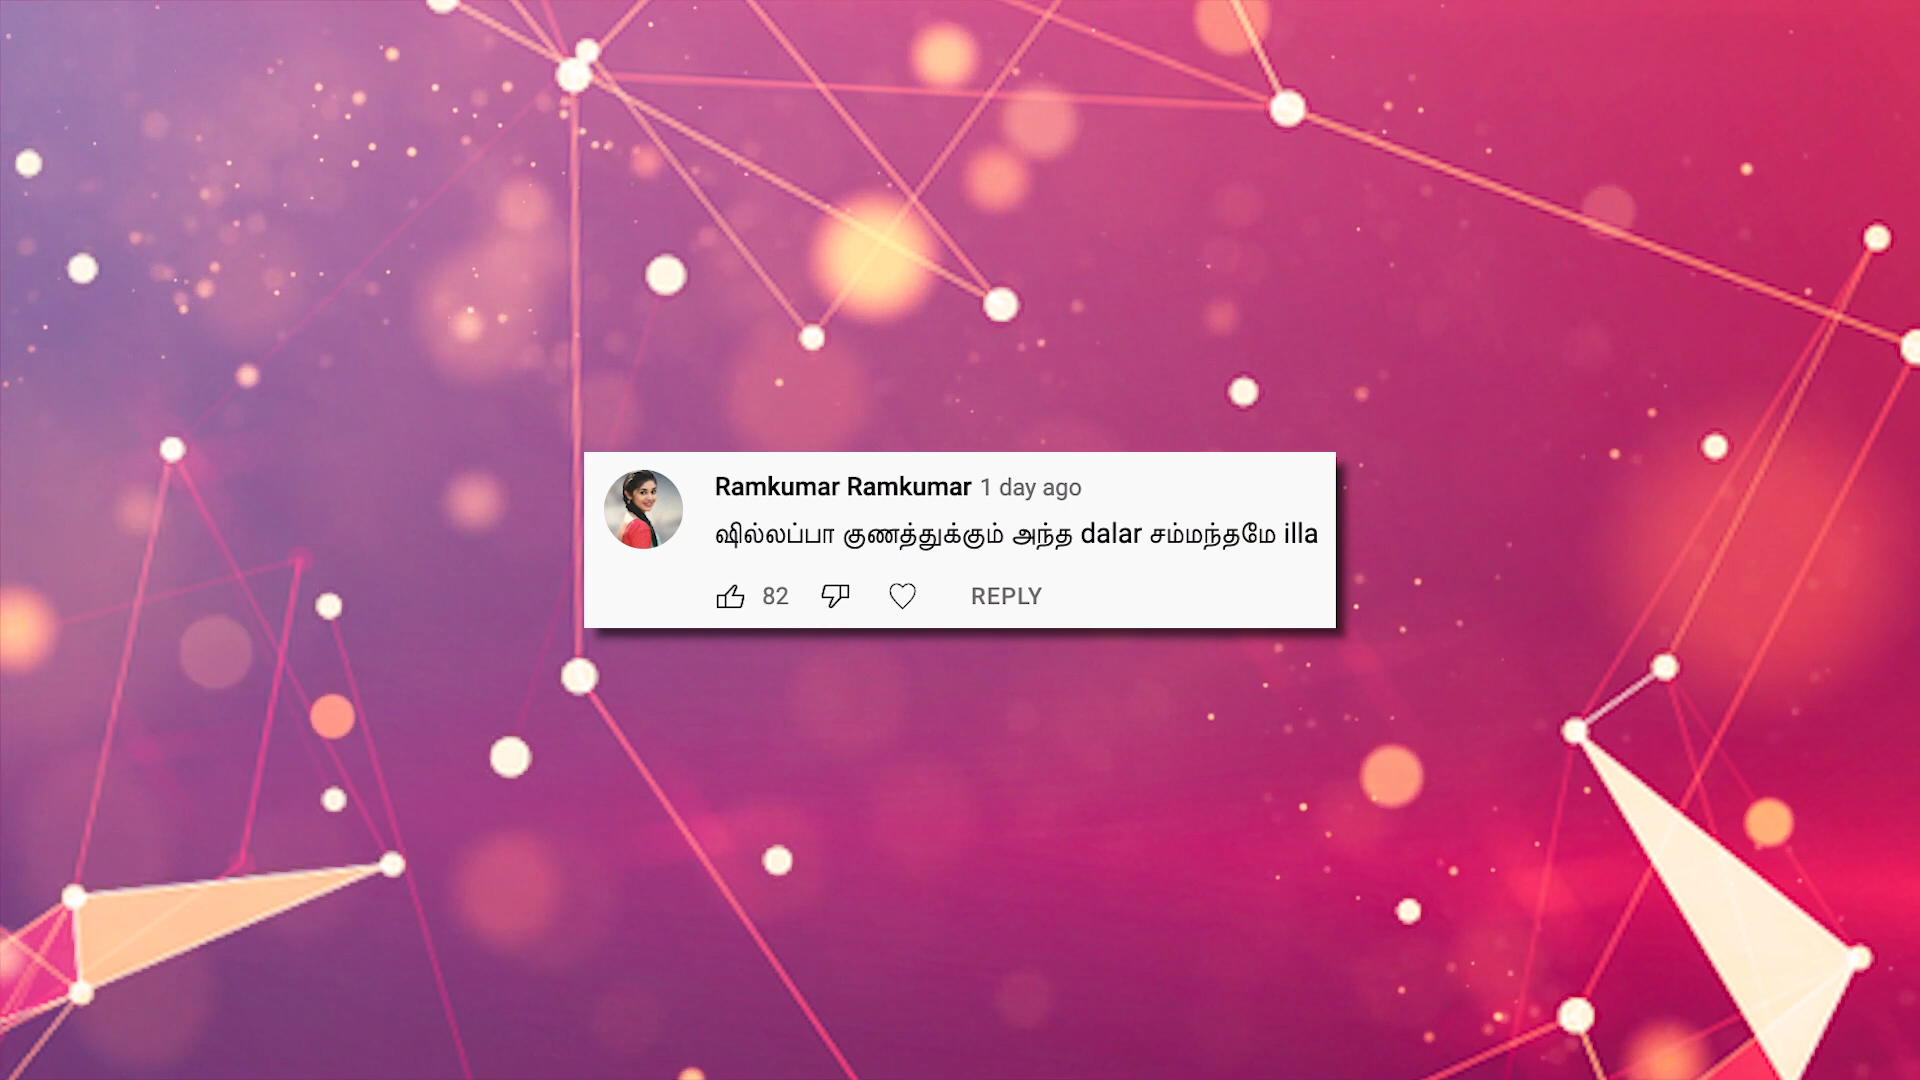 Ramkumar Ramkumar 1 day ago
ஷில்லப்பா குணத்துக்கும் அந்த dalar சம்மந்தமே illa
82 REPLY